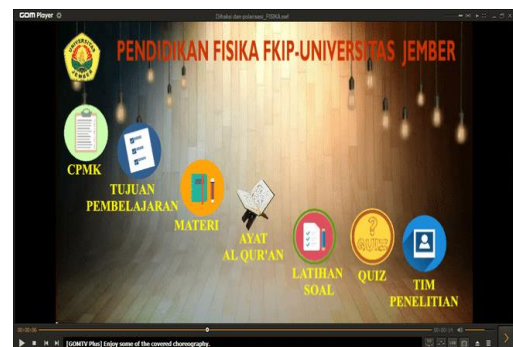 GOM Player
Difraksi dan polarisasi_FISIKA.swf
UNIVERSITAS
JEMBER
PENDIDIKAN FISIKA FKIP-UNIVERSITAS JEMBER
CPMK
TUJUAN
PEMBELAJARAN
MATERI
AYAT
AL QUR'AN
LATIHAN
SOAL
QUIZ
QUIZ
TIM
PENELITIAN
[GOMTV Plus] Enjoy some of the covered choreography.